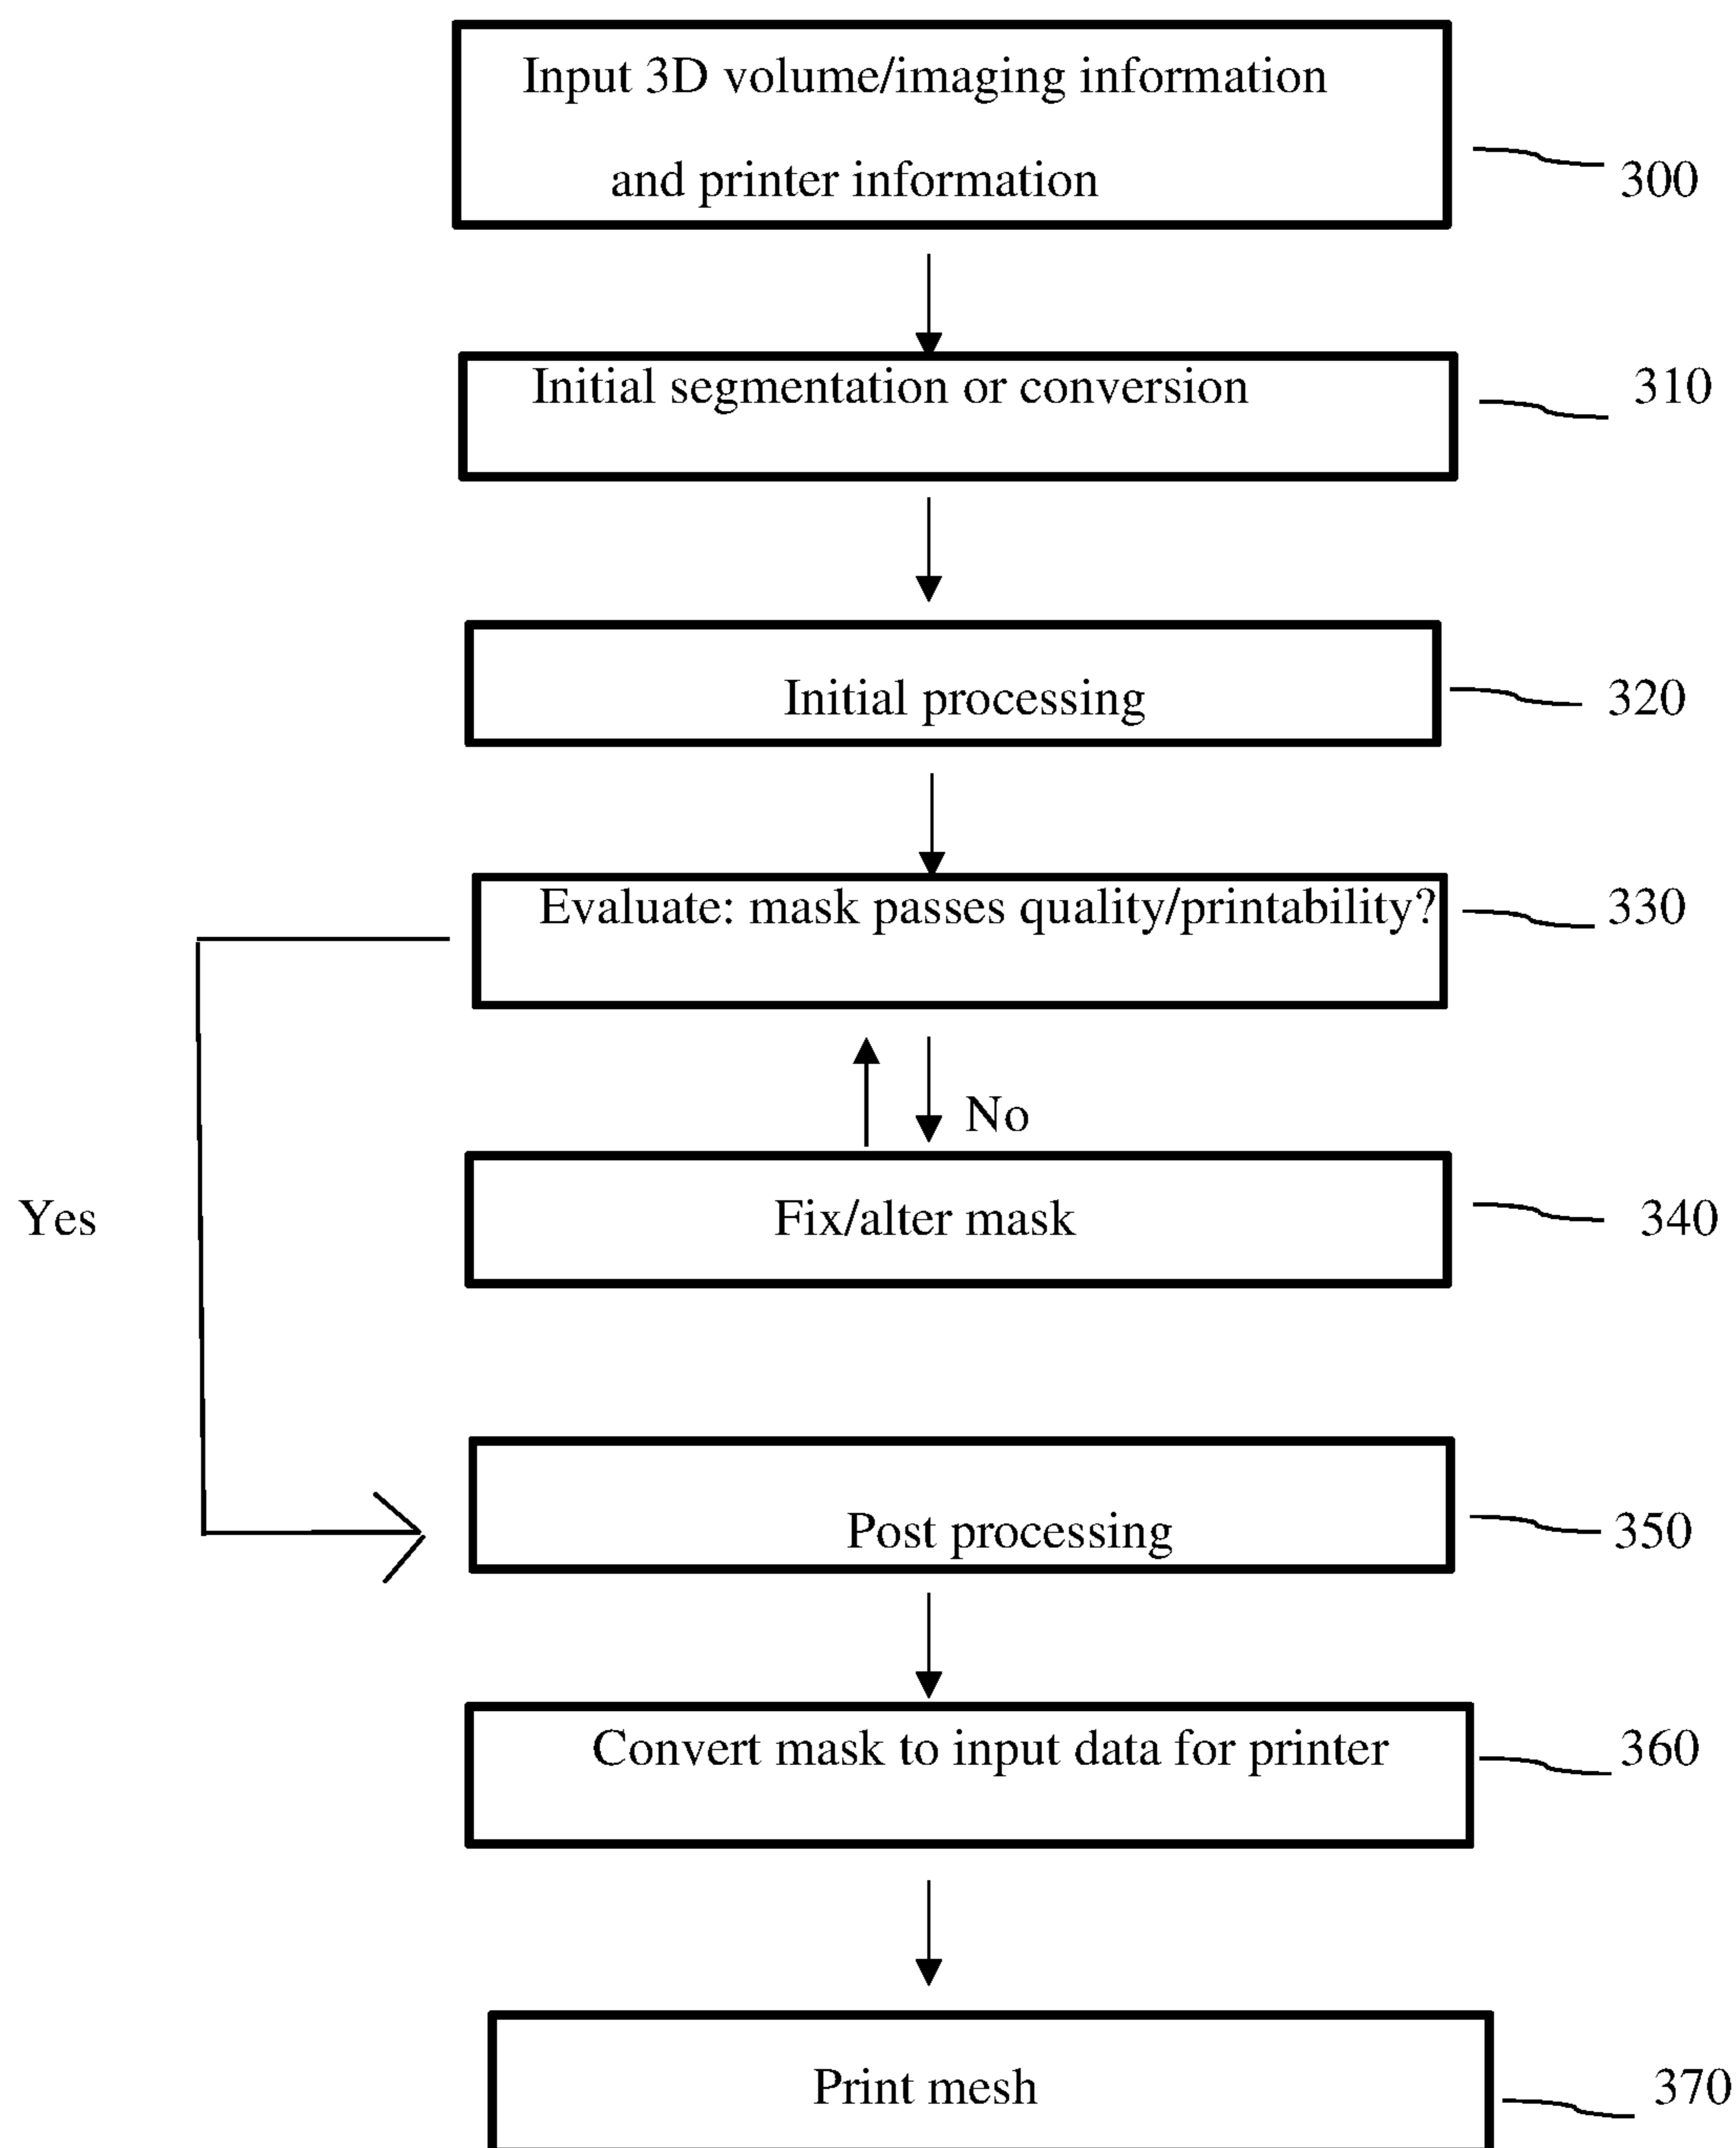 Input 3D volume/imaging information
and printer information
300
Initial segmentation or conversion
310
Initial processing
320
Evaluate: mask passes quality/printability?
330
No
Yes
Fix/alter mask
340
Post processing
350
Convert mask to input data for printer
360
Print mesh
370